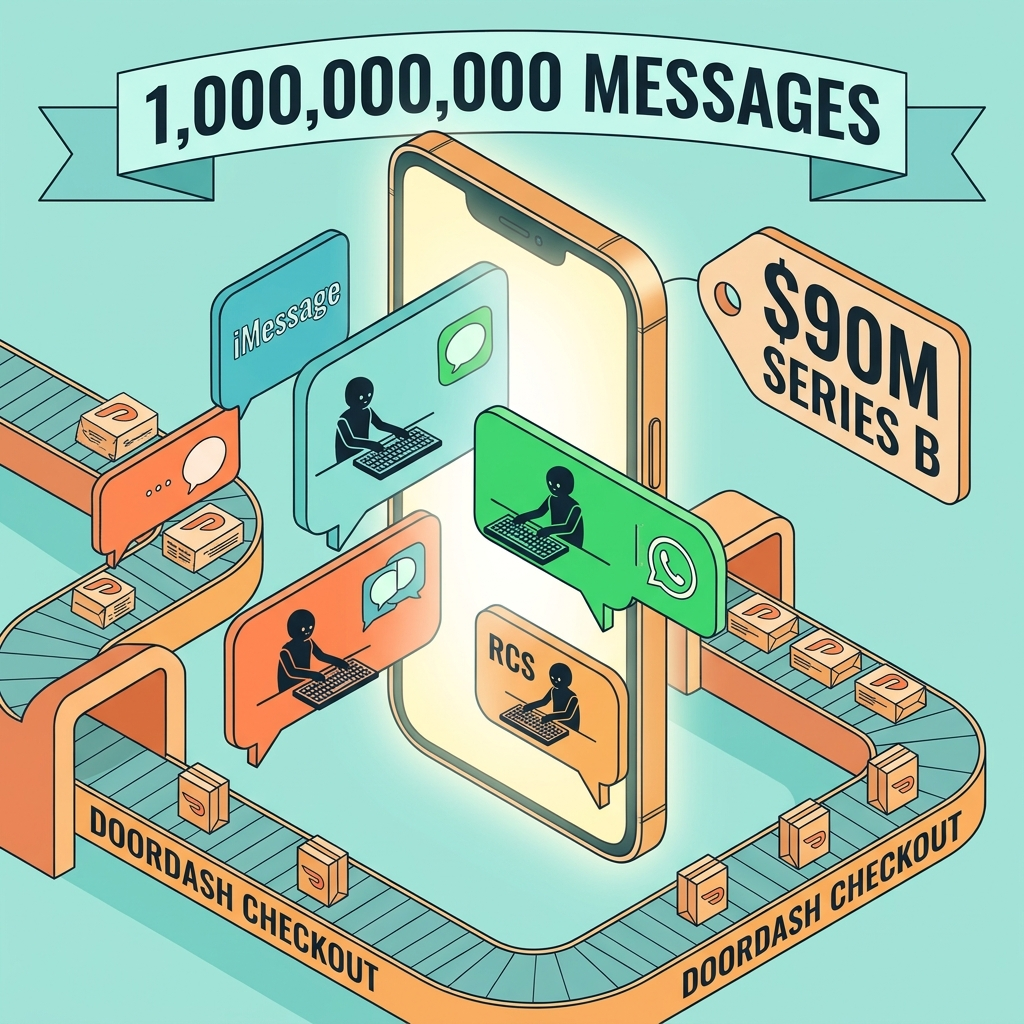 1,000,000,000 MESSAGES
iMessage
$90M
SERIES B
RCS
DOORDASH CHECKOUT
DOORDASH CHECKOUT